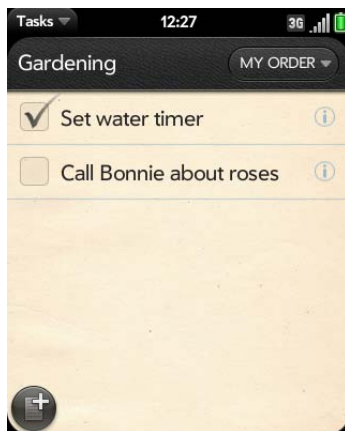 Tasks 12:27 3G
Gardening MY ORDER
Set water timer
Call Bonnie about roses